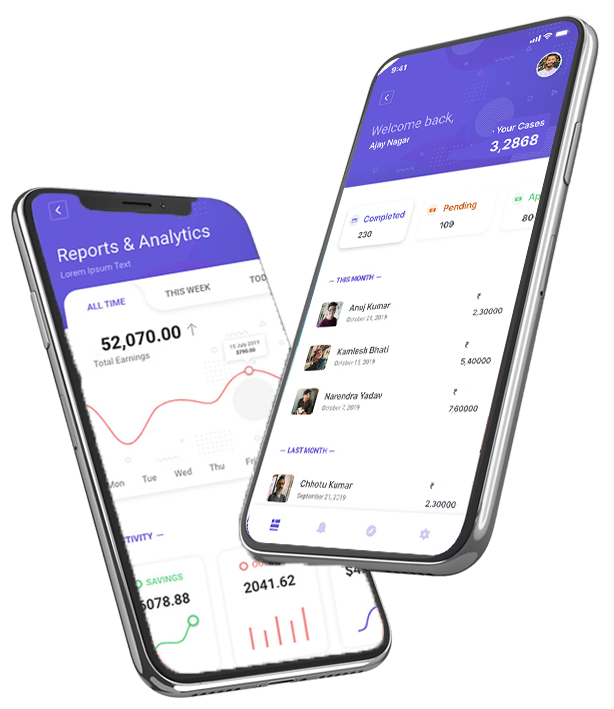 Reports & Analytics
Lorem Ipsum Text
ALL TIME
THIS WEEK
TOD
52,070.00
Total Earnings
15 July 2019
$790.00
Mon
Tue
Wed
Thu
Fri
TIVITY
SAVINGS
6078.88
2041.62
9:41
Welcome back,
Ajay Nagar
Your Cases
3,2868
Completed
230
Pending
109
Ap
80
— THIS MONTH —
Anuj Kumar
October 21, 2019
₹
2,30000
Kamlesh Bhati
October 13, 2019
₹
5,40000
Narendra Yadav
October 7, 2019
₹
7,60000
— LAST MONTH —
Chhotu Kumar
September 21, 2019
₹
2,30000